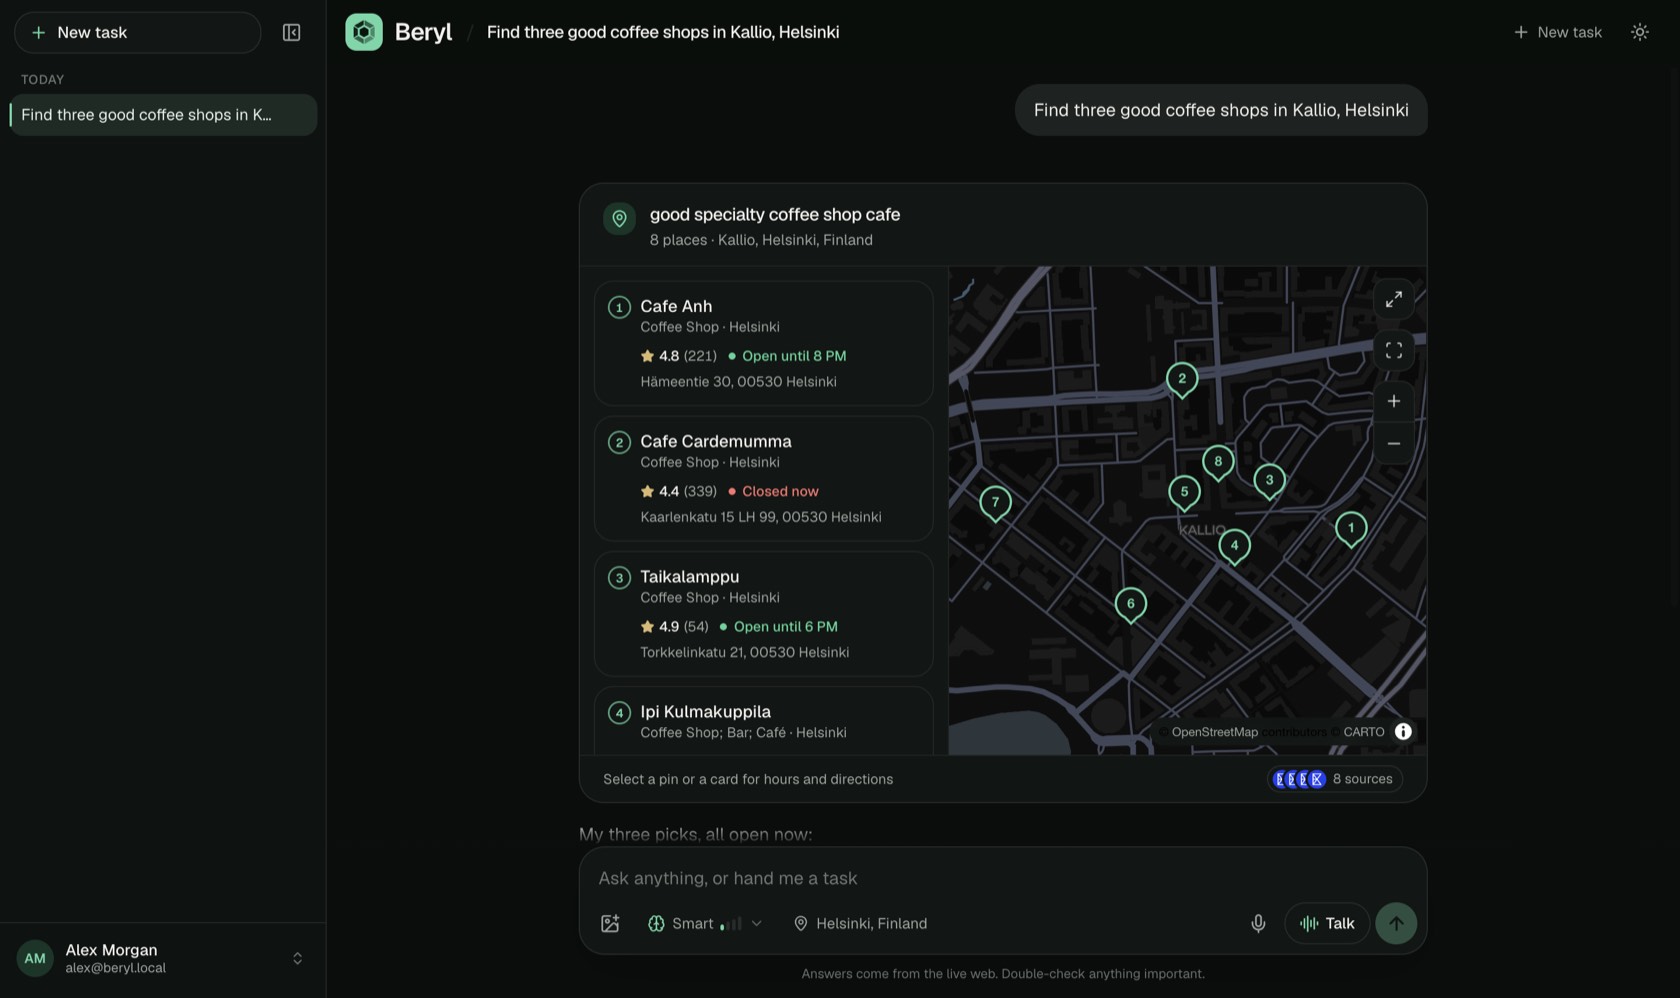 New task
TODAY
Find three good coffee shops in K...
Beryl / Find three good coffee shops in Kallio, Helsinki
New task
Find three good coffee shops in Kallio, Helsinki
good specialty coffee shop cafe
8 places · Kallio, Helsinki, Finland
1 Cafe Anh
Coffee Shop · Helsinki
4.8 (221) Open until 8 PM
Hämeentie 30, 00530 Helsinki
2 Cafe Cardemumma
Coffee Shop · Helsinki
4.4 (339) Closed now
Kaarlenkatu 15 LH 99, 00530 Helsinki
3 Taikalamppu
Coffee Shop · Helsinki
4.9 (54) Open until 6 PM
Torkkelinkatu 21, 00530 Helsinki
4 Ipi Kulmakuppila
Coffee Shop; Bar; Café · Helsinki
2
8
3
5
7
1
KALLIO
4
6
© OpenStreetMap contributors © CARTO
Select a pin or a card for hours and directions
8 sources
My three picks, all open now:
Ask anything, or hand me a task
Smart
Helsinki, Finland
Talk
Answers come from the live web. Double-check anything important.
AM
Alex Morgan
alex@beryl.local